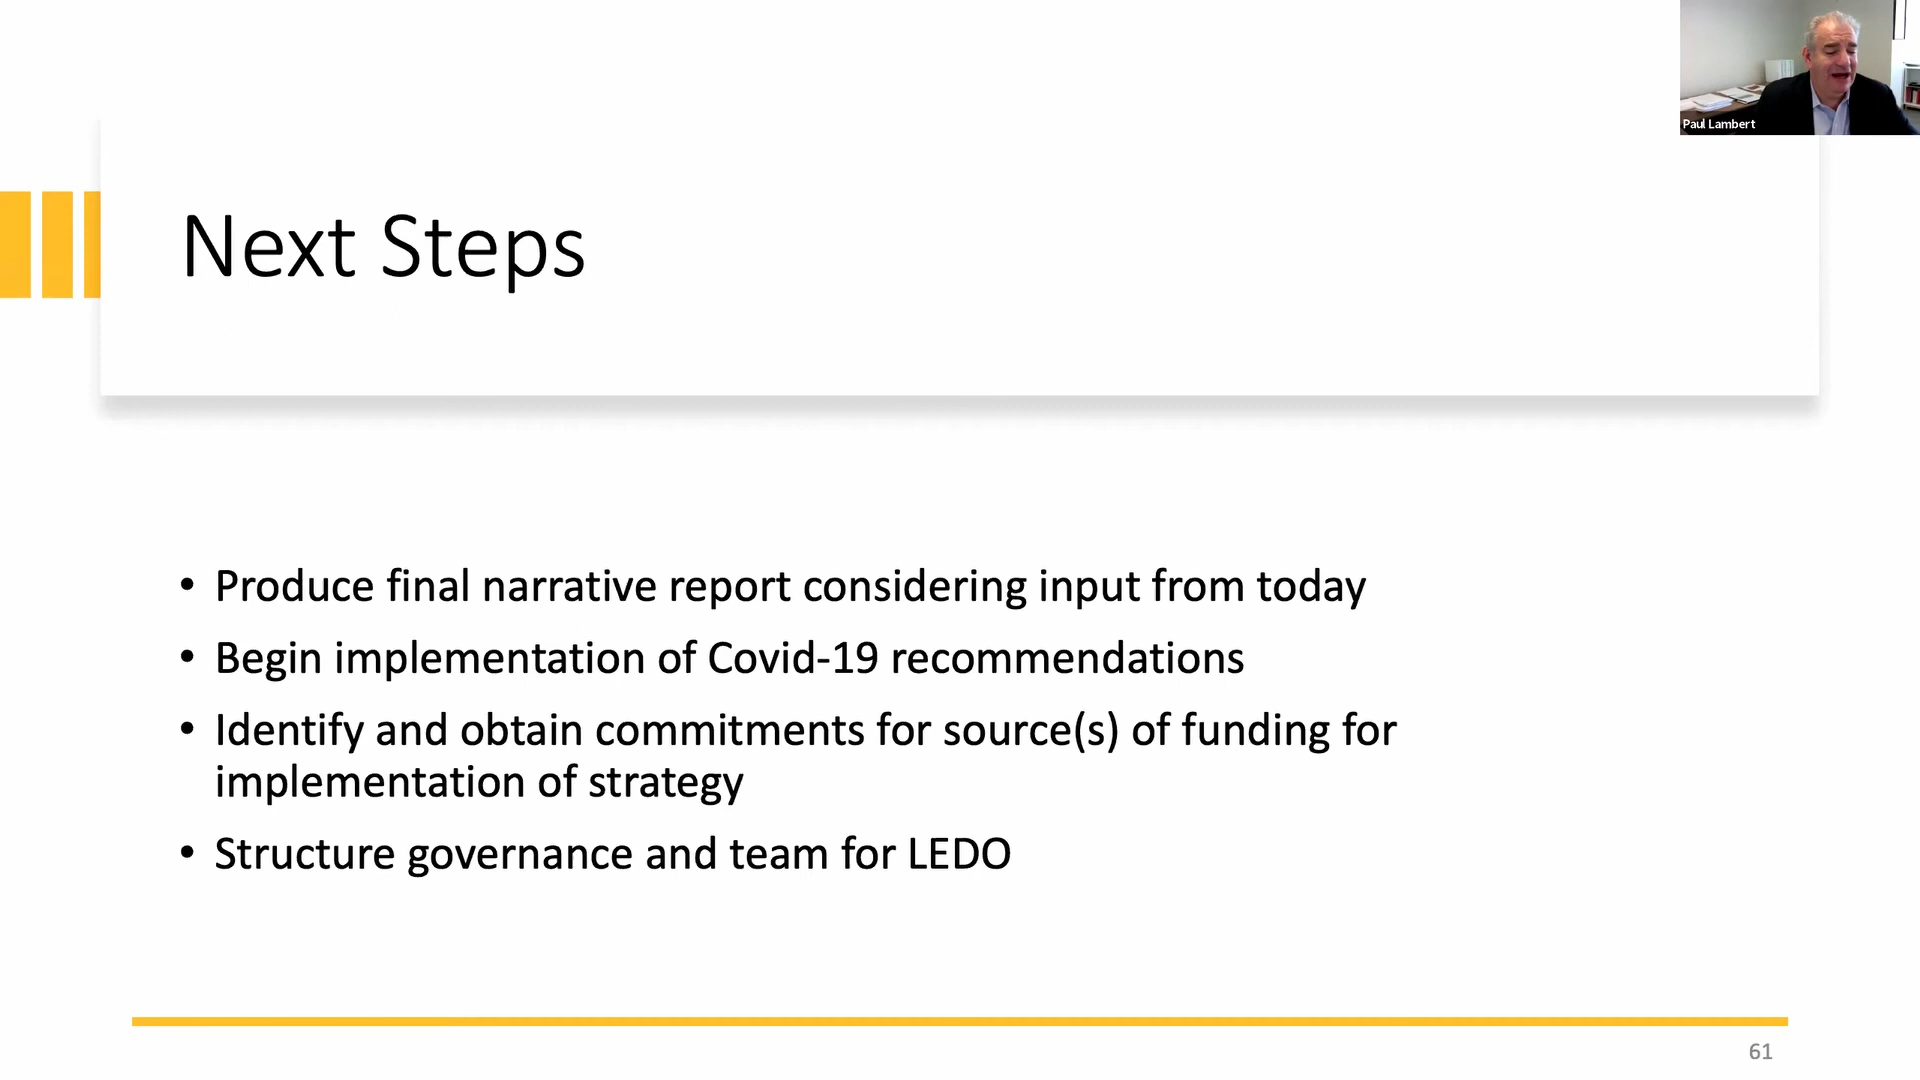 Paul Lambert
Next Steps
• Produce final narrative report considering input from today
• Begin implementation of Covid-19 recommendations
• Identify and obtain commitments for source(s) of funding for
implementation of strategy
• Structure governance and team for LEDO
61